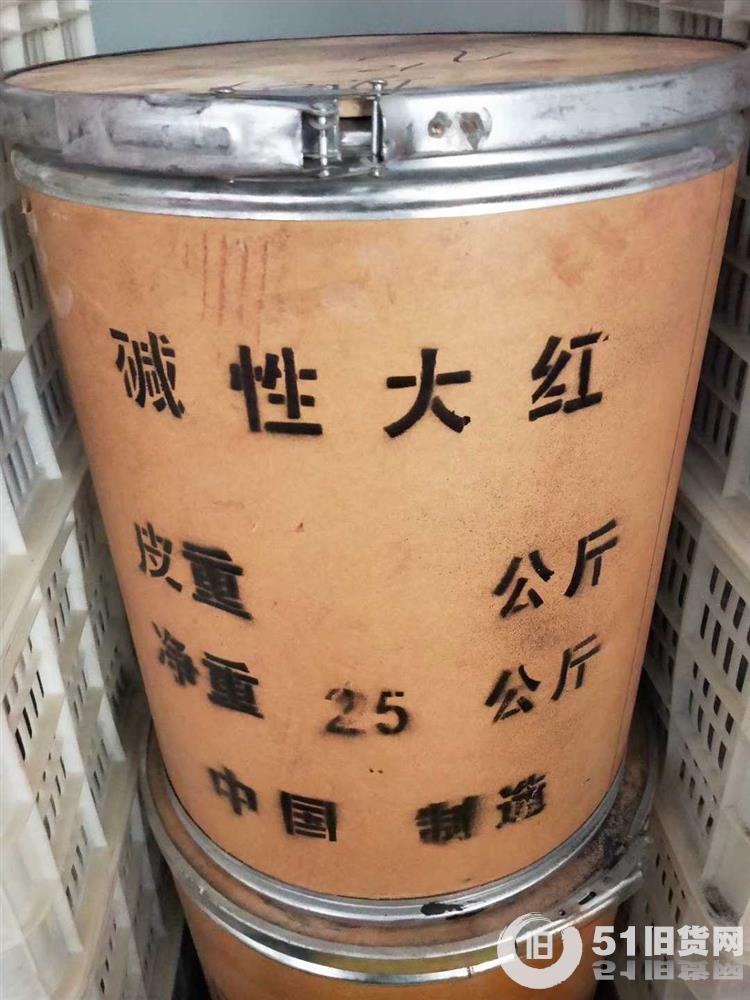 碱性大红
皮重 公斤
净重 25 公斤
中国 制造
旧 51旧货网